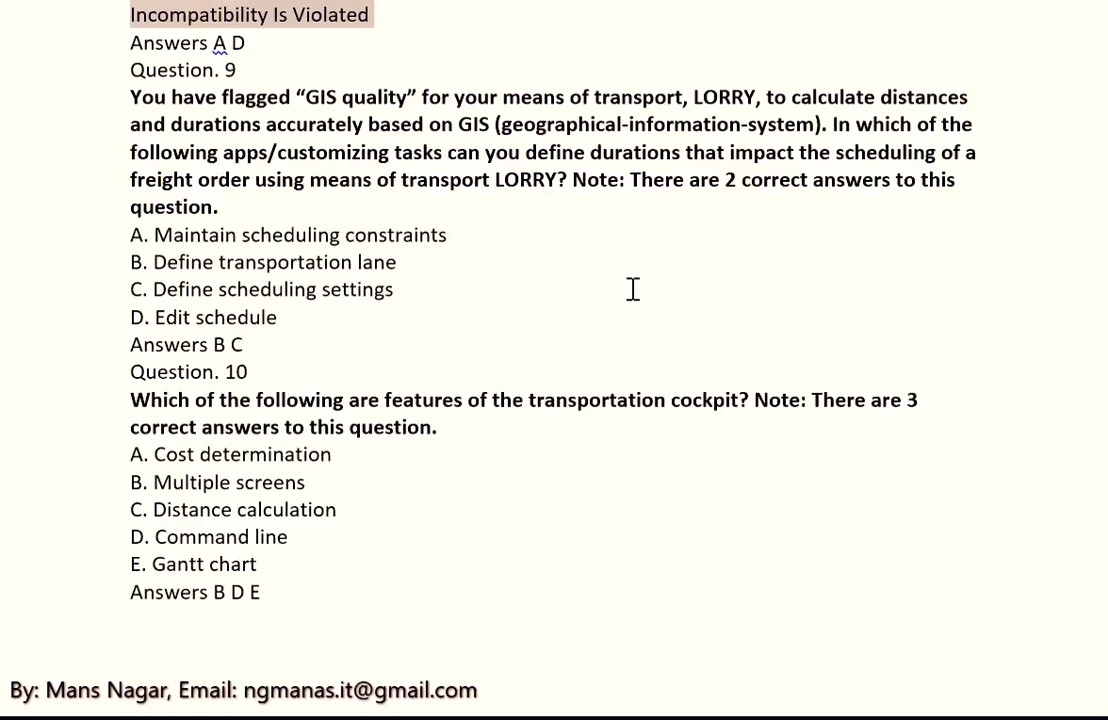 Incompatibility Is Violated
Answers A D
Question. 9
You have flagged “GIS quality” for your means of transport, LORRY, to calculate distances
and durations accurately based on GIS (geographical-information-system). In which of the
following apps/customizing tasks can you define durations that impact the scheduling of a
freight order using means of transport LORRY? Note: There are 2 correct answers to this
question.
A. Maintain scheduling constraints
B. Define transportation lane
C. Define scheduling settings
D. Edit schedule
Answers B C
Question. 10
Which of the following are features of the transportation cockpit? Note: There are 3
correct answers to this question.
A. Cost determination
B. Multiple screens
C. Distance calculation
D. Command line
E. Gantt chart
Answers B D E
By: Mans Nagar, Email: ngmanas.it@gmail.com